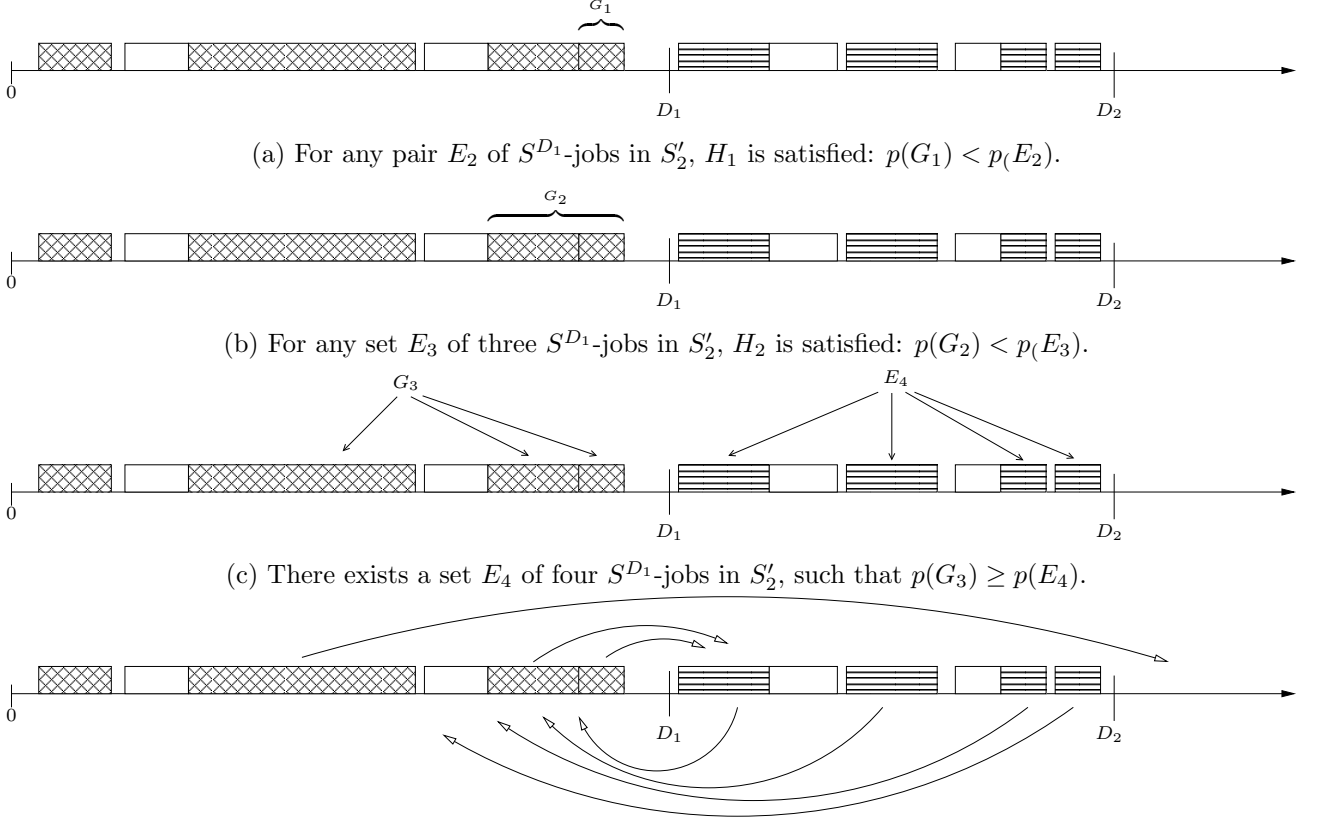 G₁
0
D₁
D₂
(a) For any pair E₂ of S^{D₁}-jobs in S′₂, H₁ is satisfied: p(G₁) < p₍E₂).
G₂
0
D₁
D₂
(b) For any set E₃ of three S^{D₁}-jobs in S′₂, H₂ is satisfied: p(G₂) < p₍E₃).
G₃ E₄
0
D₁
D₂
(c) There exists a set E₄ of four S^{D₁}-jobs in S′₂, such that p(G₃) ≥ p(E₄).
0
D₁
D₂